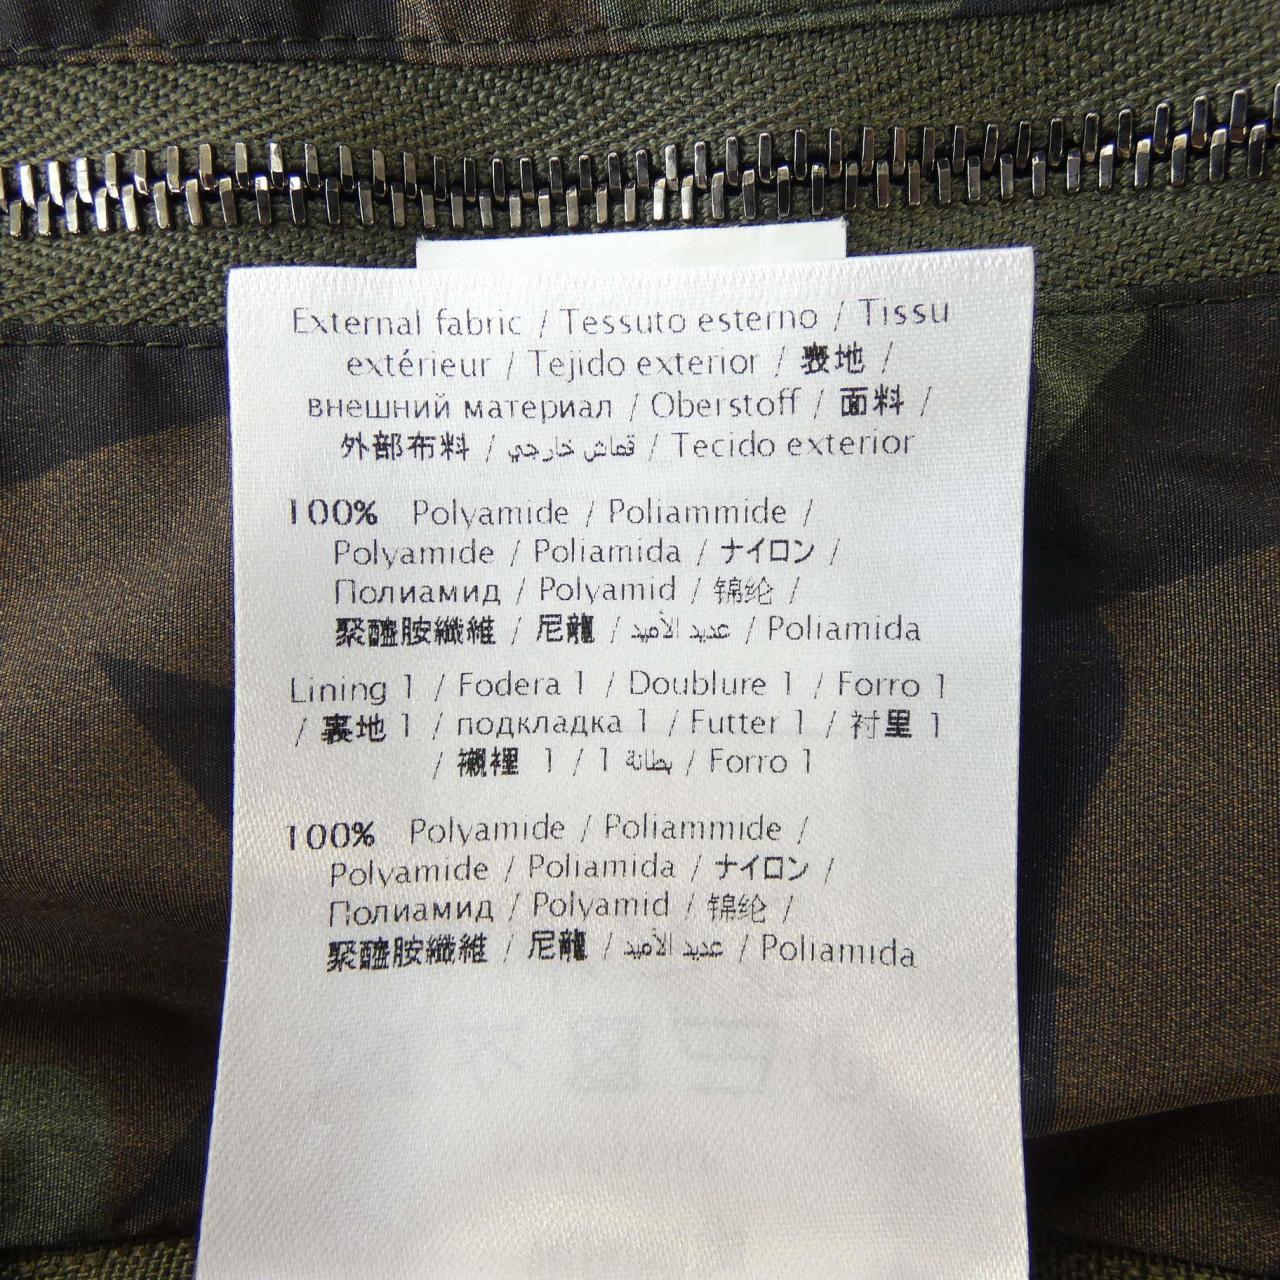 External fabric / Tessuto esterno / Tissu
extérieur / Tejido exterior / 表地 /
внешний материал / Oberstoff / 面料 /
外部布料 / قماش خارجي / Tecido exterior
100% Polyamide / Poliammide /
Polyamide / Poliamida / ナイロン /
Полиамид / Polyamid / 锦纶 /
聚醯胺纖維 / 尼龍 / عديد الأميد / Poliamida
Lining 1 / Fodera 1 / Doublure 1 / Forro 1
/ 裏地 1 / подкладка 1 / Futter 1 / 衬里 1
/ 襯裡 1 / 1 بطانة / Forro 1
100% Polyamide / Poliammide /
Polyamide / Poliamida / ナイロン /
Полиамид / Polyamid / 锦纶 /
聚醯胺纖維 / 尼龍 / عديد الأميد / Poliamida